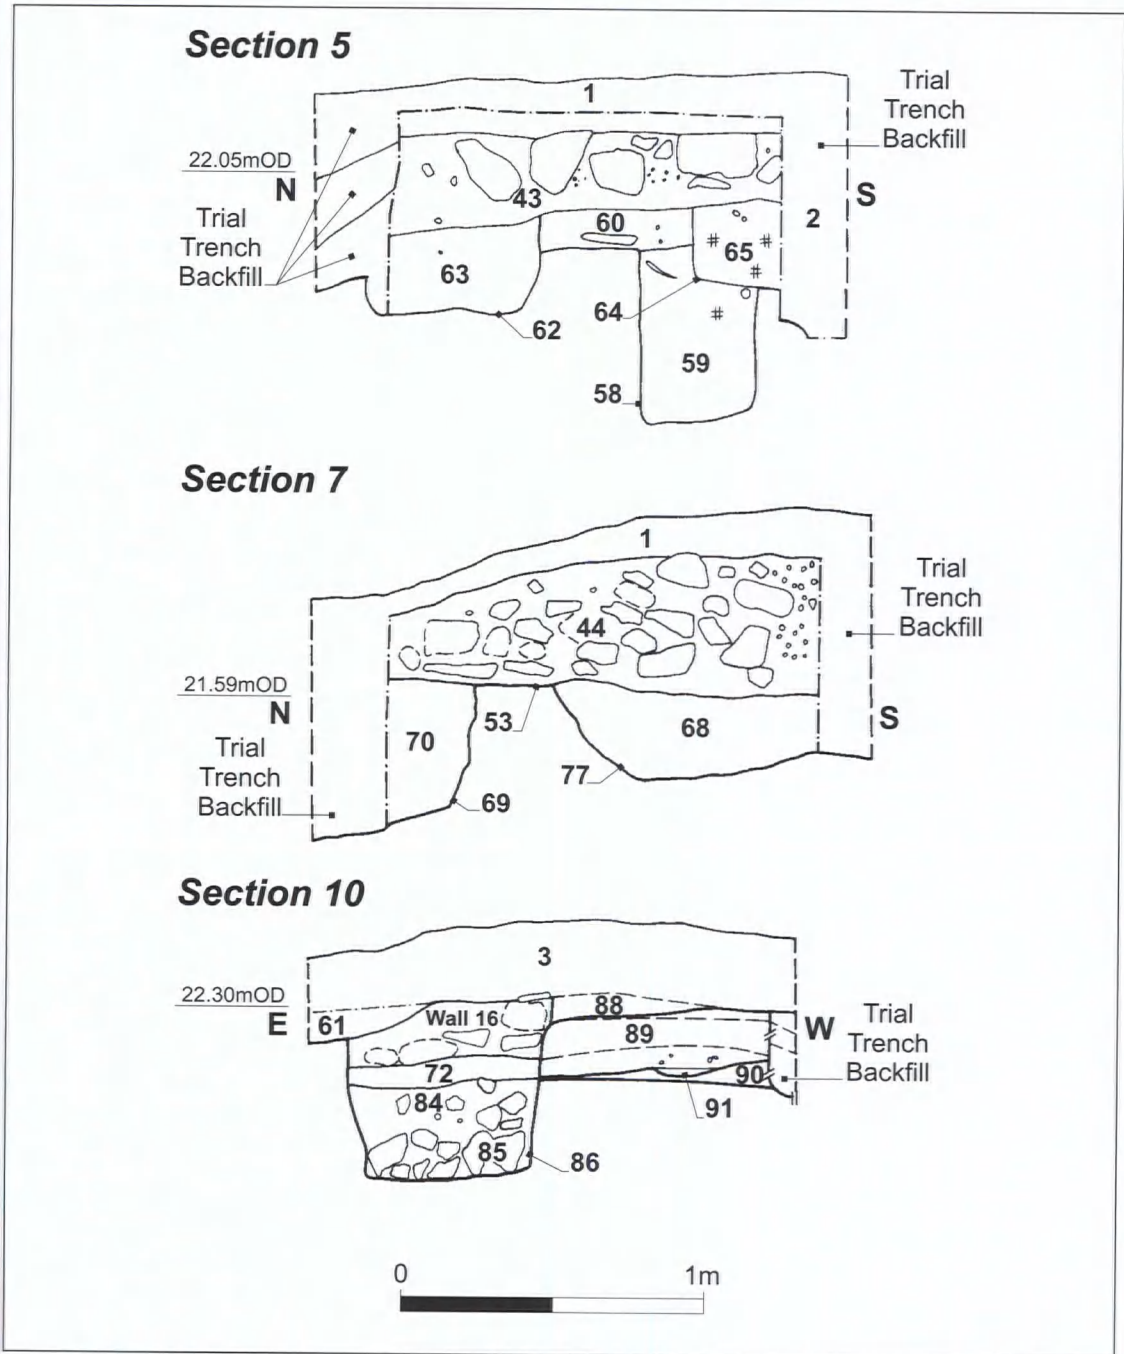 Section 5
1
Trial
Trench
Backfill
22.05mOD
N
S
43
2
Trial
Trench
Backfill
60
65
63
64
62
59
58
Section 7
1
Trial
Trench
Backfill
44
21.59mOD
N
53
S
70
68
Trial
Trench
Backfill
77
69
Section 10
3
22.30mOD
E
61
Wall 16
88
W
Trial
Trench
Backfill
89
72
90
84
91
85
86
0
1m